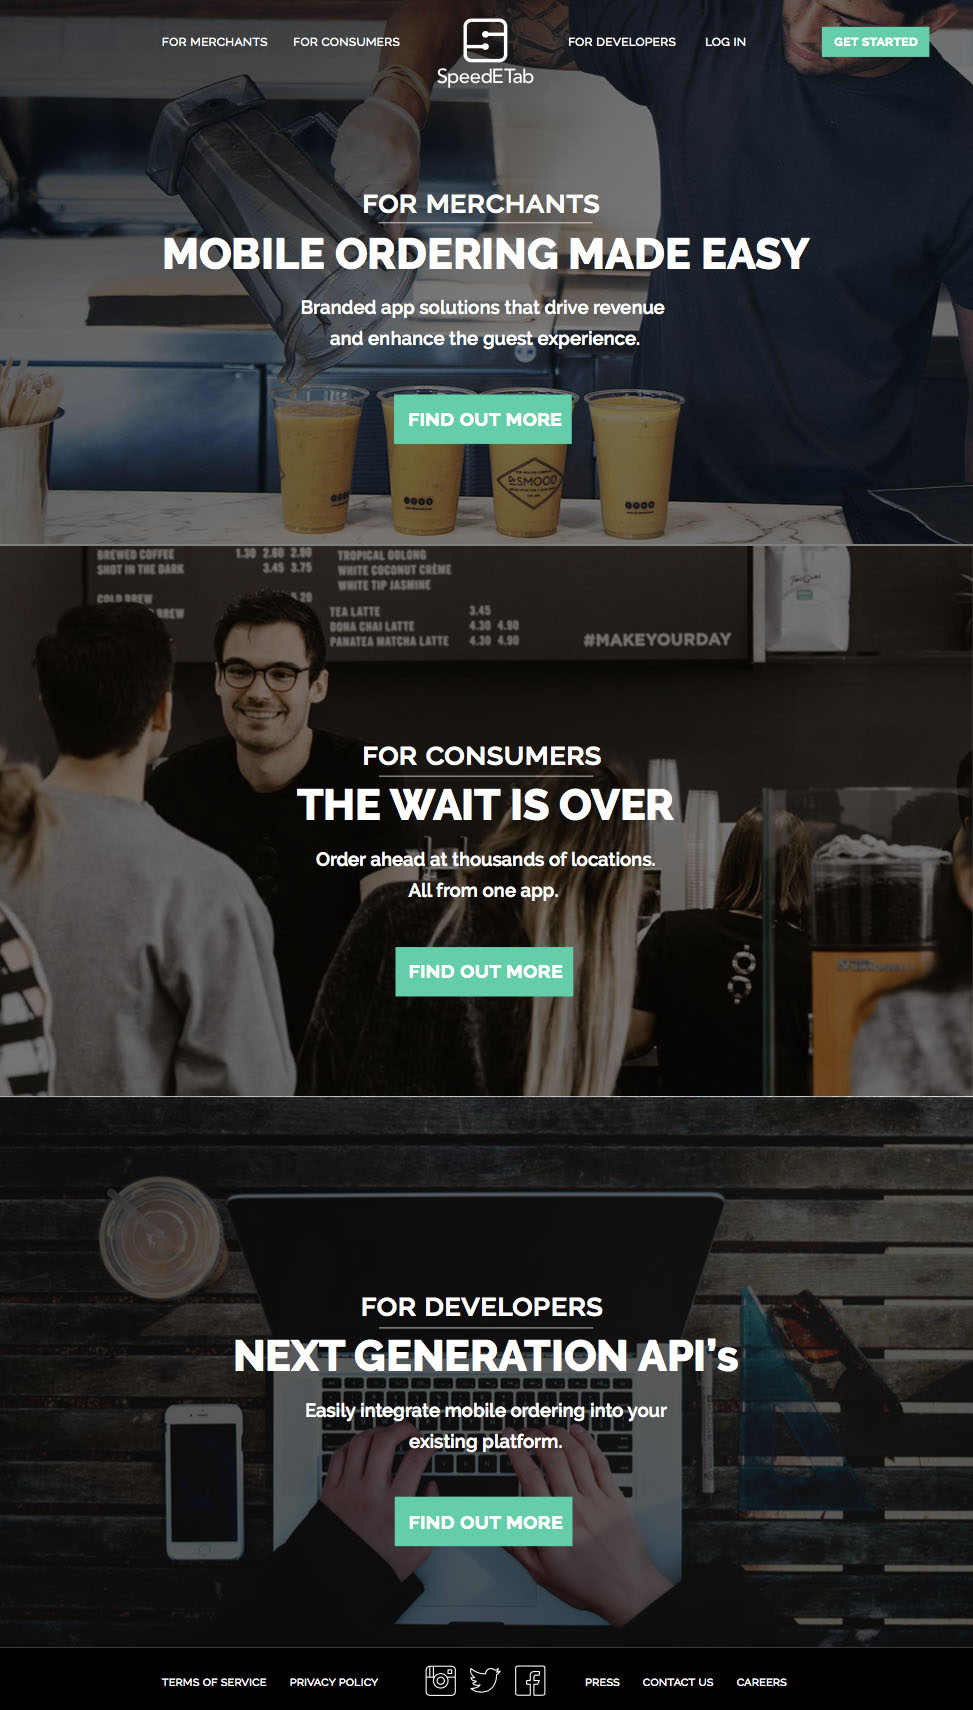 FOR MERCHANTS
FOR CONSUMERS
SpeedETab
FOR DEVELOPERS
LOG IN
GET STARTED
FOR MERCHANTS
MOBILE ORDERING MADE EASY
Branded app solutions that drive revenue
and enhance the guest experience.
FIND OUT MORE
Dr SMOOD
BREWED COFFEE 1.30 2.60 2.90
SHOT IN THE DARK 3.45 3.75
COLD BREW
BREW
TROPICAL OOLONG
WHITE COCONUT CRÈME
WHITE TIP JASMINE
TEA LATTE 3.45
DONA CHAI LATTE 4.30 4.90
PANATEA MATCHA LATTE 4.30 4.90
#MAKEYOURDAY
FOR CONSUMERS
THE WAIT IS OVER
Order ahead at thousands of locations.
All from one app.
FIND OUT MORE
FOR DEVELOPERS
NEXT GENERATION API’s
Easily integrate mobile ordering into your
existing platform.
FIND OUT MORE
TERMS OF SERVICE
PRIVACY POLICY
PRESS
CONTACT US
CAREERS